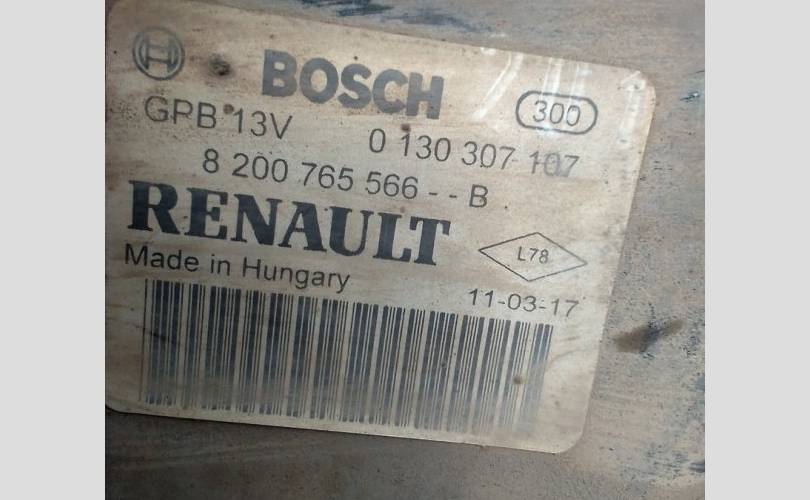 BOSCH
300
GPB 13V 0 130 307 107
8 200 765 566 - - B
RENAULT
L78
Made in Hungary
11-03-17